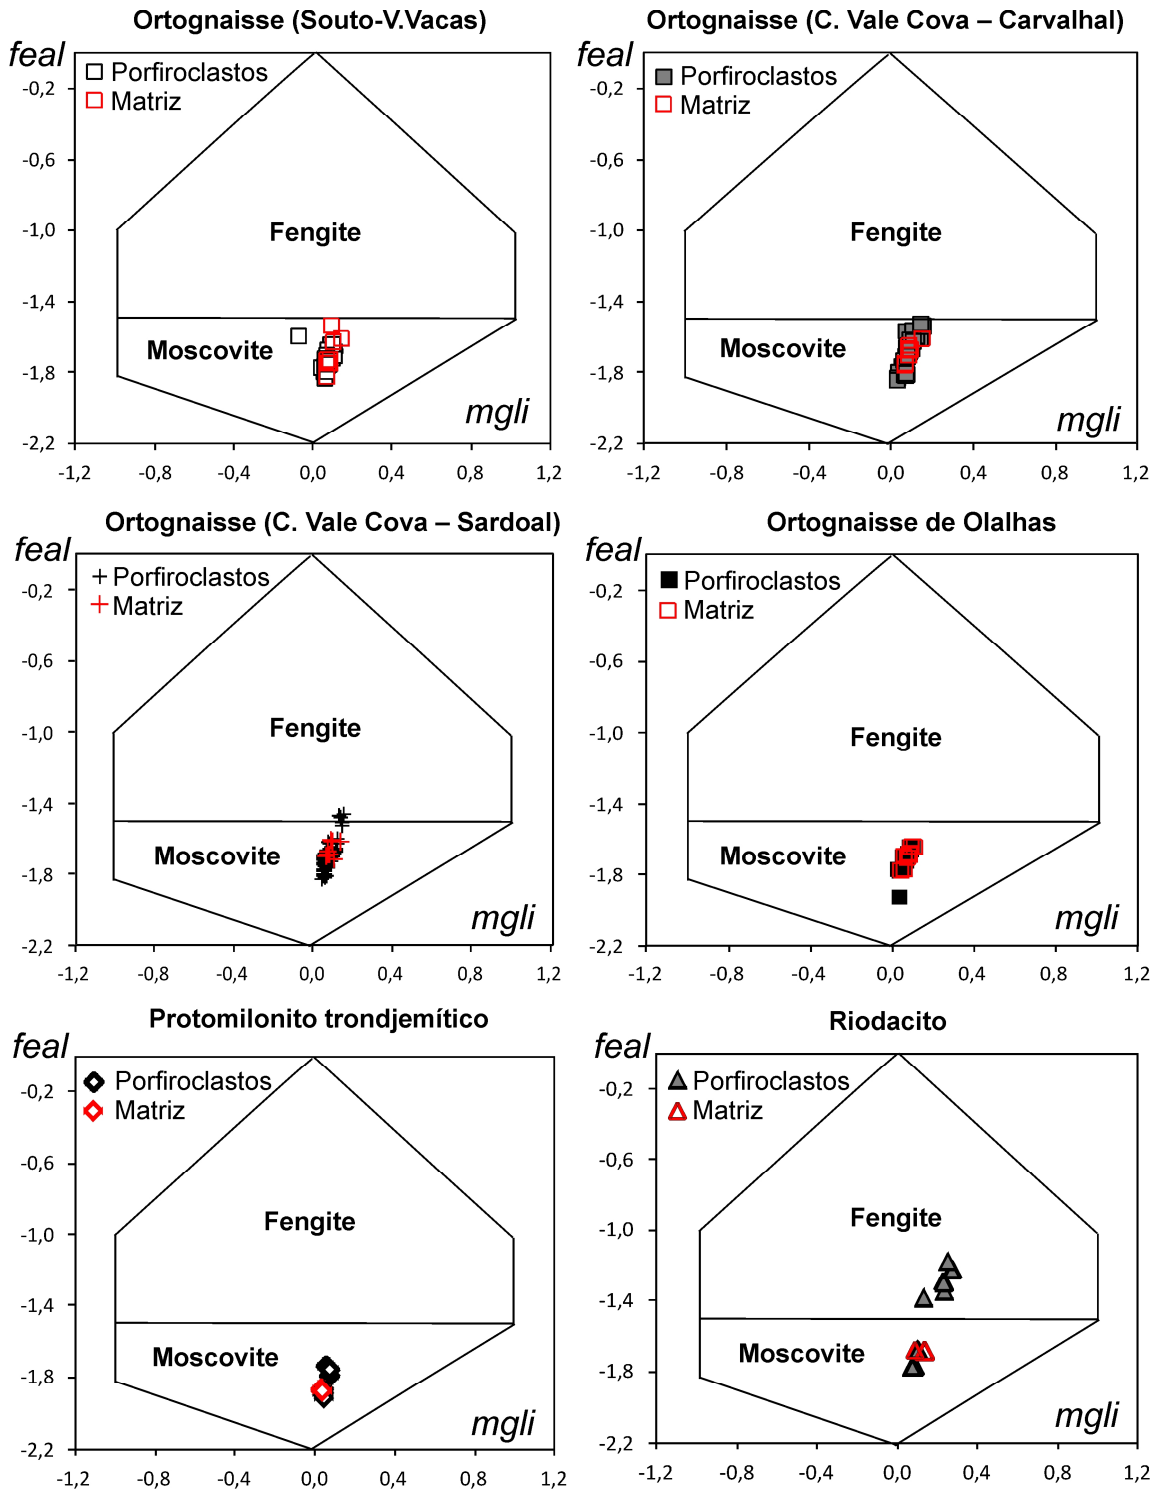 Ortognaisse (Souto-V.Vacas)
feal
Porfiroclastos
Matriz
-0,2
-0,6
-1,0
-1,4
-1,8
-2,2
Fengite
Moscovite
mgli
-1,2 -0,8 -0,4 0,0 0,4 0,8 1,2
Ortognaisse (C. Vale Cova – Carvalhal)
feal
Porfiroclastos
Matriz
-0,2
-0,6
-1,0
-1,4
-1,8
-2,2
Fengite
Moscovite
mgli
-1,2 -0,8 -0,4 0,0 0,4 0,8 1,2
Ortognaisse (C. Vale Cova – Sardoal)
feal
Porfiroclastos
Matriz
-0,2
-0,6
-1,0
-1,4
-1,8
-2,2
Fengite
Moscovite
mgli
-1,2 -0,8 -0,4 0,0 0,4 0,8 1,2
Ortognaisse de Olalhas
feal
Porfiroclastos
Matriz
-0,2
-0,6
-1,0
-1,4
-1,8
-2,2
Fengite
Moscovite
mgli
-1,2 -0,8 -0,4 0,0 0,4 0,8 1,2
Protomilonito trondjemítico
feal
Porfiroclastos
Matriz
-0,2
-0,6
-1,0
-1,4
-1,8
-2,2
Fengite
Moscovite
mgli
-1,2 -0,8 -0,4 0,0 0,4 0,8 1,2
Riodacito
feal
Porfiroclastos
Matriz
-0,2
-0,6
-1,0
-1,4
-1,8
-2,2
Fengite
Moscovite
mgli
-1,2 -0,8 -0,4 0,0 0,4 0,8 1,2